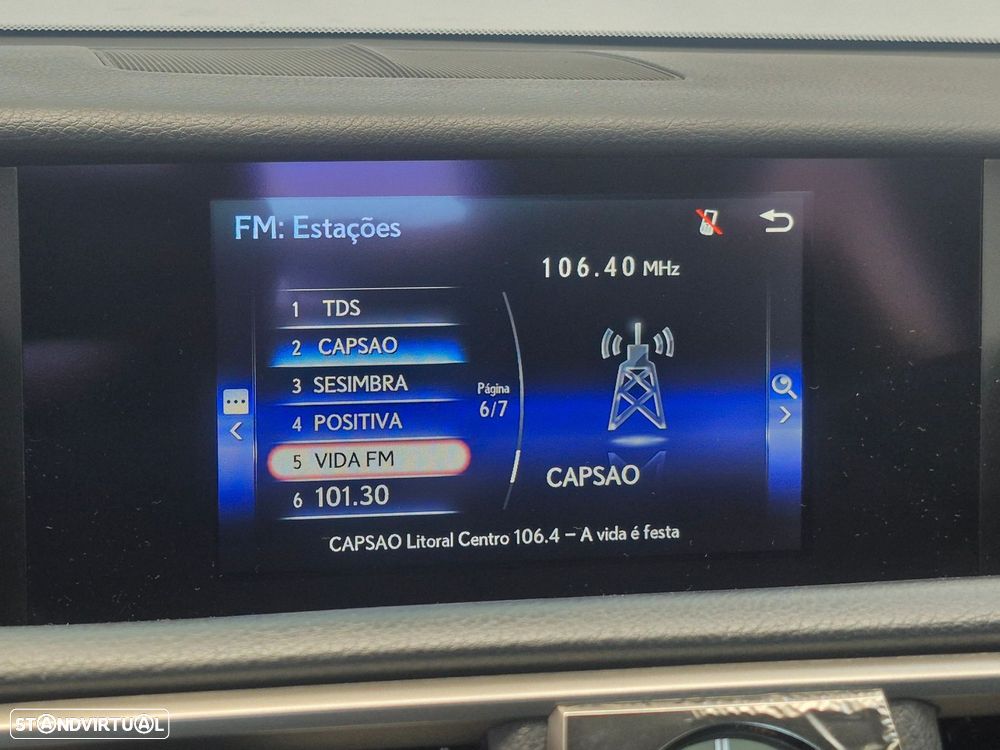 FM: Estações
106.40 MHz
1 TDS
2 CAPSAO
3 SESIMBRA
4 POSITIVA
5 VIDA FM
6 101.30
Página
6/7
CAPSAO
CAPSAO Litoral Centro 106.4 – A vida é festa
STANDVIRTUAL